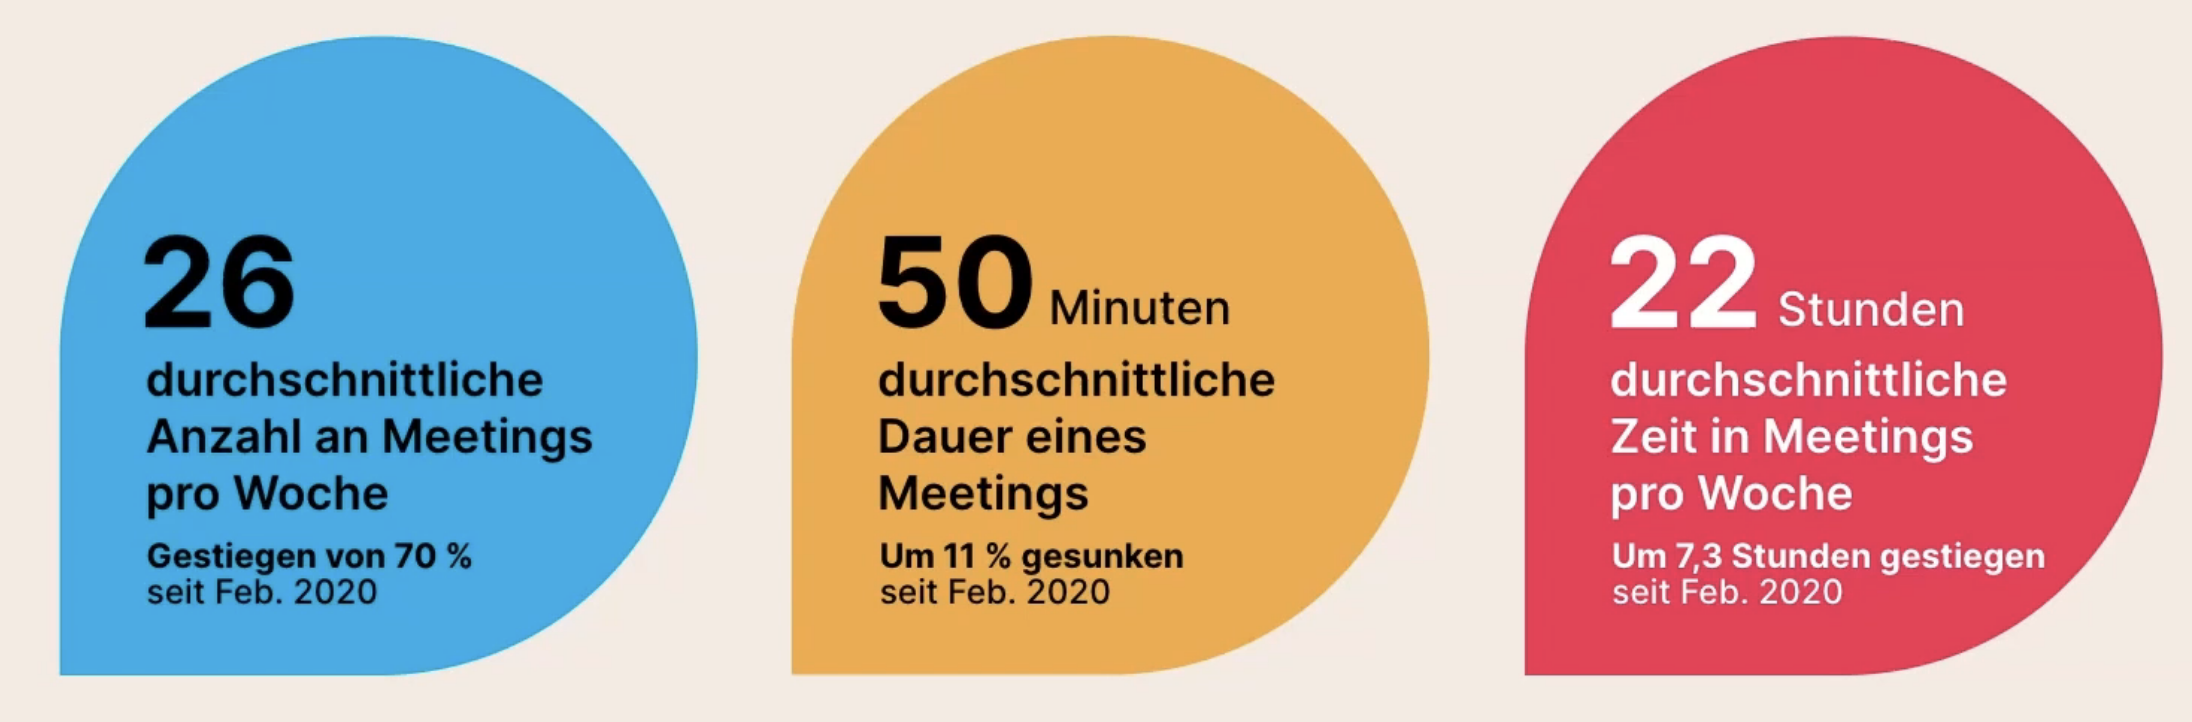 26
durchschnittliche
Anzahl an Meetings
pro Woche
Gestiegen von 70 %
seit Feb. 2020
50 Minuten
durchschnittliche
Dauer eines
Meetings
Um 11 % gesunken
seit Feb. 2020
22 Stunden
durchschnittliche
Zeit in Meetings
pro Woche
Um 7,3 Stunden gestiegen
seit Feb. 2020